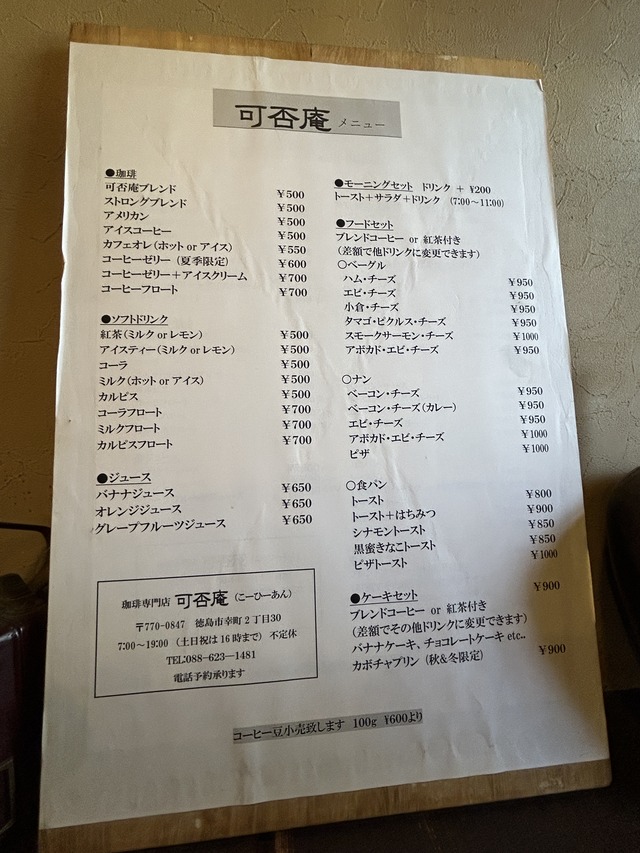 可否庵 メニュー
●珈琲
可否庵ブレンド ¥500
ストロングブレンド ¥500
アメリカン ¥500
アイスコーヒー ¥500
カフェオレ(ホット or アイス) ¥550
コーヒーゼリー(夏季限定) ¥600
コーヒーゼリー+アイスクリーム ¥700
コーヒーフロート ¥700
●ソフトドリンク
紅茶(ミルク or レモン) ¥500
アイスティー(ミルク or レモン) ¥500
コーラ ¥500
ミルク(ホット or アイス) ¥500
カルピス ¥500
コーラフロート ¥700
ミルクフロート ¥700
カルピスフロート ¥700
●ジュース
バナナジュース ¥650
オレンジジュース ¥650
グレープフルーツジュース ¥650
珈琲専門店 可否庵(こーひーあん)
〒770-0847 徳島市幸町2丁目30
7:00~19:00(土日祝は16時まで) 不定休
TEL:088-623-1481
電話予約承ります
●モーニングセット ドリンク + ¥200
トースト+サラダ+ドリンク (7:00~11:00)
●フードセット
ブレンドコーヒー or 紅茶付き
(差額で他ドリンクに変更できます)
○ベーグル
ハム・チーズ ¥950
エビ・チーズ ¥950
小倉・チーズ ¥950
タマゴ・ピクルス・チーズ ¥950
スモークサーモン・チーズ ¥1000
アボカド・エビ・チーズ ¥950
○ナン
ベーコン・チーズ ¥950
ベーコン・チーズ(カレー) ¥950
エビ・チーズ ¥950
アボカド・エビ・チーズ ¥1000
ピザ ¥1000
○食パン
トースト ¥800
トースト+はちみつ ¥900
シナモントースト ¥850
黒蜜きなこトースト ¥850
ピザトースト ¥1000
●ケーキセット ¥900
ブレンドコーヒー or 紅茶付き
(差額でその他ドリンクに変更できます)
バナナケーキ、チョコレートケーキ etc..
カボチャプリン(秋&冬限定) ¥900
コーヒー豆小売致します 100g ¥600より